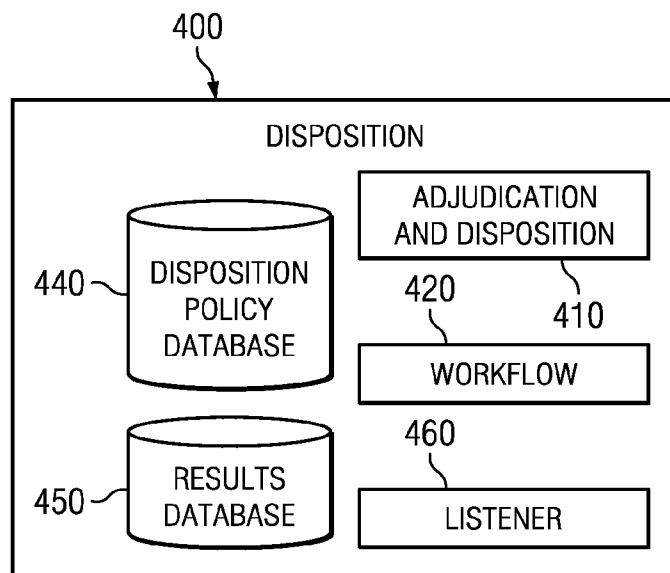 400
DISPOSITION
440
DISPOSITION
POLICY
DATABASE
ADJUDICATION
AND DISPOSITION
410
420
WORKFLOW
450
RESULTS
DATABASE
460
LISTENER